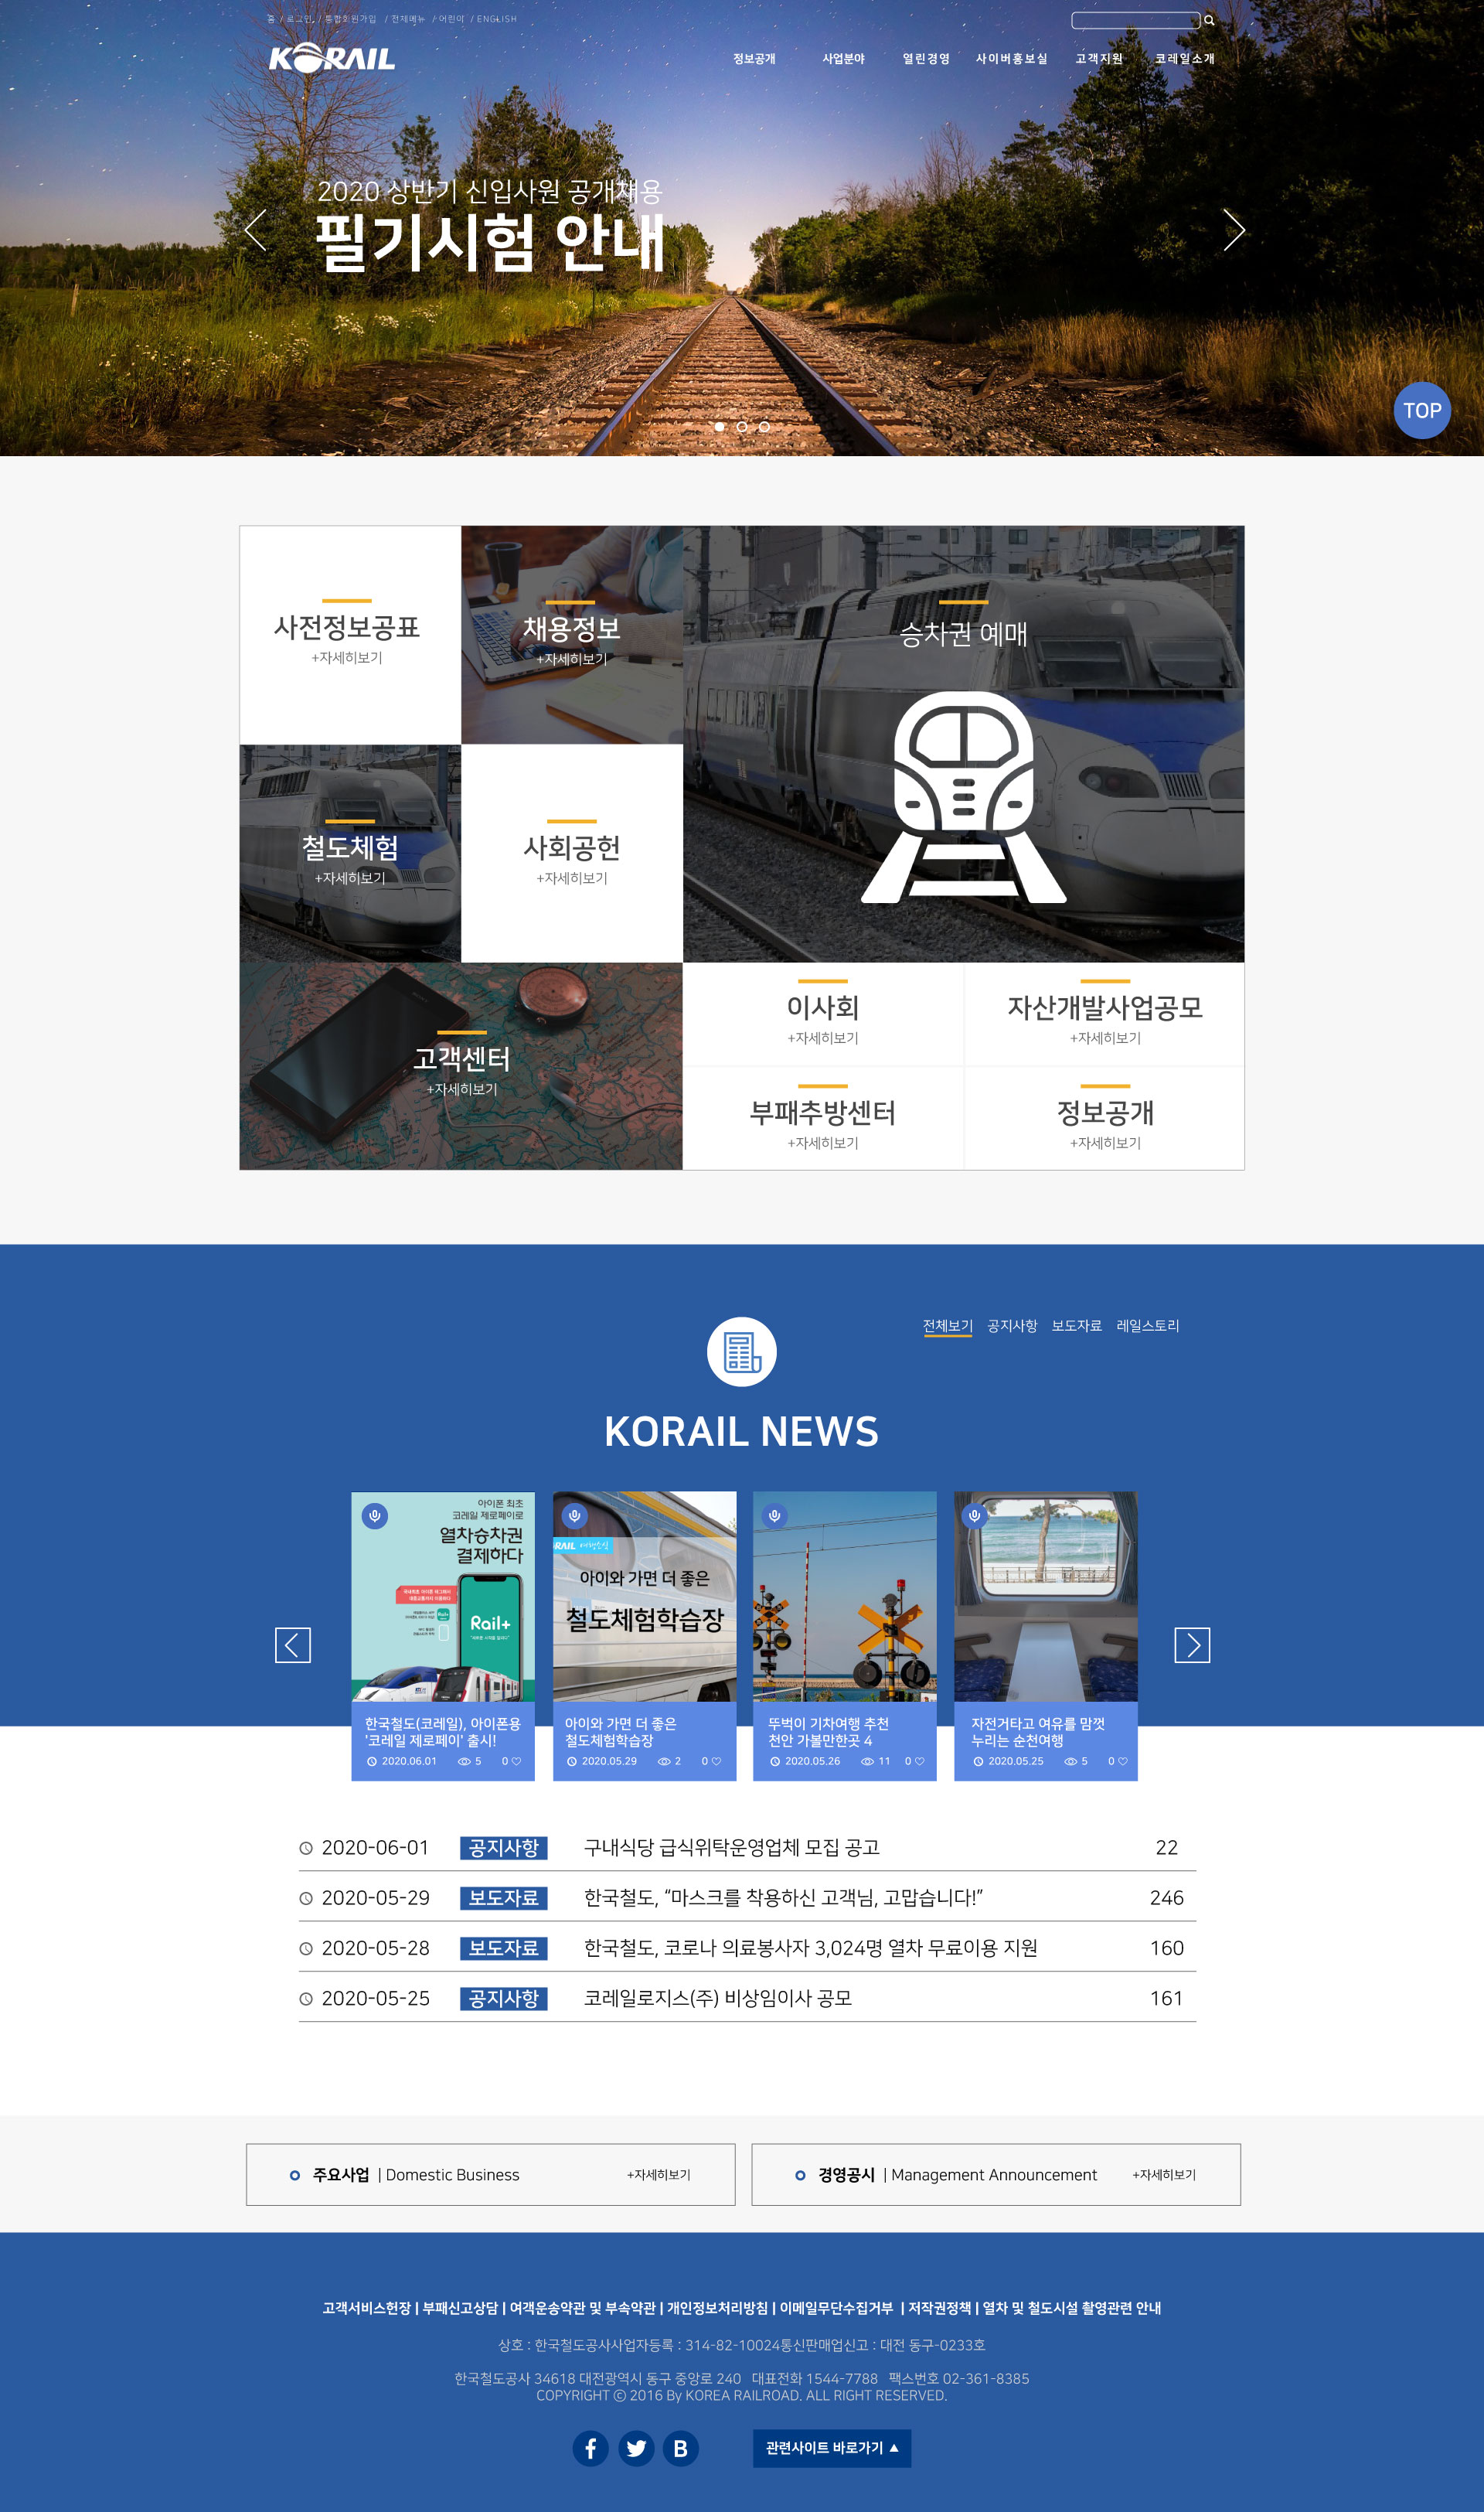 홈 / 로그인 / 통합회원가입 / 전체메뉴 / 어린이 / ENGLISH
KORAIL
정보공개 사업분야 열린경영 사이버홍보실 고객지원 코레일소개
2020 상반기 신입사원 공개채용
필기시험 안내
TOP
사전정보공표
+자세히보기
채용정보
+자세히보기
승차권 예매
철도체험
+자세히보기
사회공헌
+자세히보기
고객센터
+자세히보기
이사회
+자세히보기
자산개발사업공모
+자세히보기
부패추방센터
+자세히보기
정보공개
+자세히보기
전체보기 공지사항 보도자료 레일스토리
KORAIL NEWS
아이폰 최초
코레일 제로페이로
열차승차권
결제하다
Rail+
한국철도(코레일), 아이폰용
'코레일 제로페이' 출시!
2020.06.01 5 0
RAIL 여행소식
아이와 가면 더 좋은
철도체험학습장
아이와 가면 더 좋은
철도체험학습장
2020.05.29 2 0
뚜벅이 기차여행 추천
천안 가볼만한곳 4
2020.05.26 11 0
자전거타고 여유를 맘껏
누리는 순천여행
2020.05.25 5 0
2020-06-01 공지사항 구내식당 급식위탁운영업체 모집 공고 22
2020-05-29 보도자료 한국철도, “마스크를 착용하신 고객님, 고맙습니다!” 246
2020-05-28 보도자료 한국철도, 코로나 의료봉사자 3,024명 열차 무료이용 지원 160
2020-05-25 공지사항 코레일로지스(주) 비상임이사 공모 161
주요사업 | Domestic Business +자세히보기
경영공시 | Management Announcement +자세히보기
고객서비스헌장 | 부패신고상담 | 여객운송약관 및 부속약관 | 개인정보처리방침 | 이메일무단수집거부 | 저작권정책 | 열차 및 철도시설 촬영관련 안내
상호 : 한국철도공사사업자등록 : 314-82-10024통신판매업신고 : 대전 동구-0233호
한국철도공사 34618 대전광역시 동구 중앙로 240 대표전화 1544-7788 팩스번호 02-361-8385
COPYRIGHT ⓒ 2016 By KOREA RAILROAD. ALL RIGHT RESERVED.
B
관련사이트 바로가기 ▲